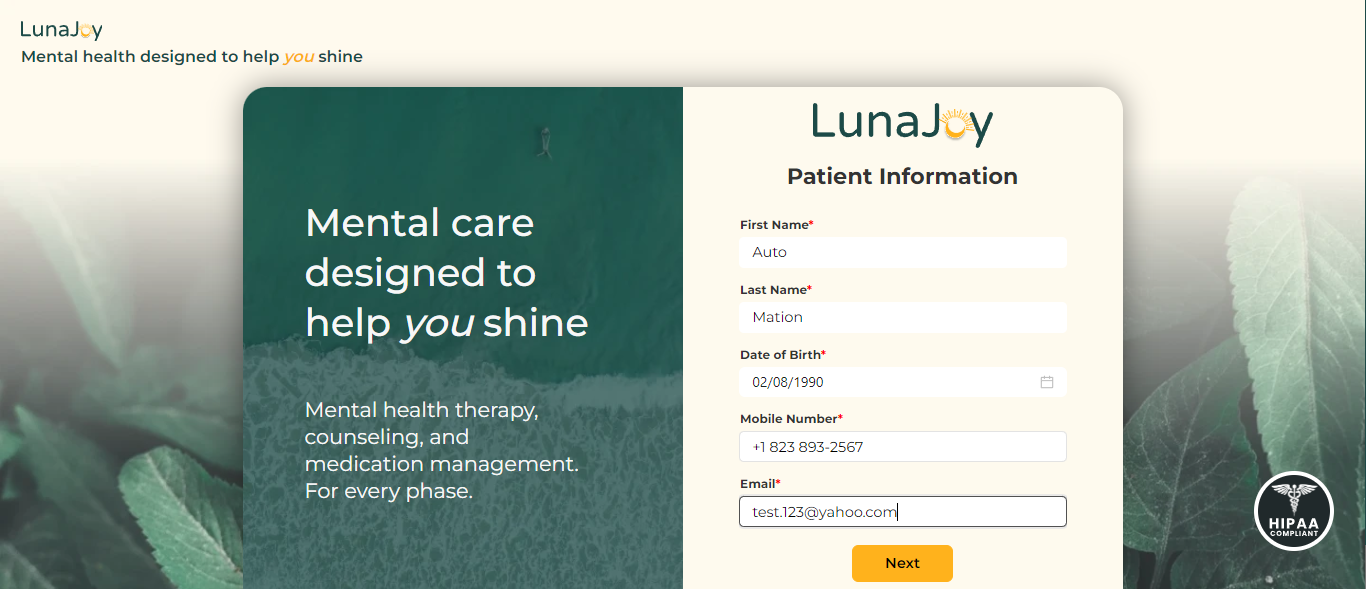 LunaJoy
Mental health designed to help you shine
Mental care
designed to
help you shine
Mental health therapy,
counseling, and
medication management.
For every phase.
LunaJoy
Patient Information
First Name*
Auto
Last Name*
Mation
Date of Birth*
02/08/1990
Mobile Number*
+1 823 893-2567
Email*
test.123@yahoo.com
Next
HIPAA
COMPLIANT